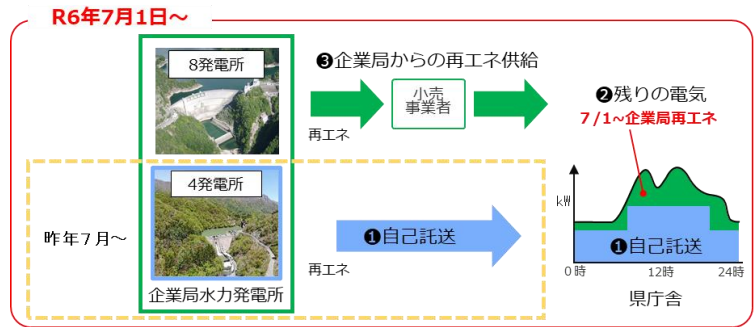 R6年7月1日～
8発電所
❸企業局からの再エネ供給
小売
事業者
再エネ
❷残りの電気
7/1~企業局再エネ
昨年7月～
4発電所
❶自己託送
再エネ
企業局水力発電所
kW
❶自己託送
0時
12時
24時
県庁舎